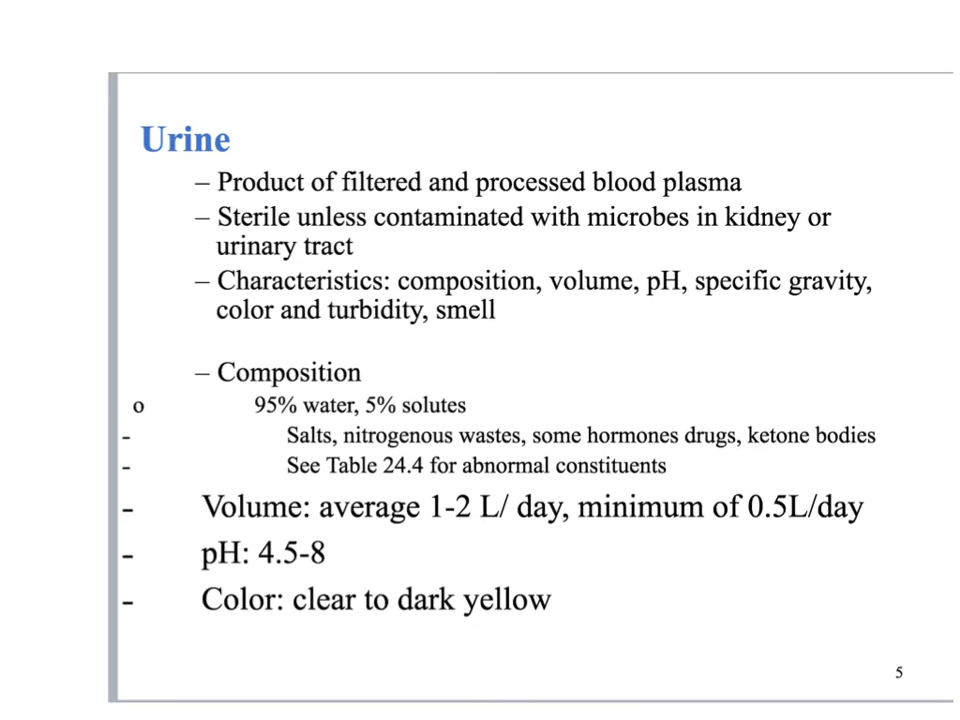 Urine
– Product of filtered and processed blood plasma
– Sterile unless contaminated with microbes in kidney or
urinary tract
– Characteristics: composition, volume, pH, specific gravity,
color and turbidity, smell
– Composition
o 95% water, 5% solutes
- Salts, nitrogenous wastes, some hormones drugs, ketone bodies
- See Table 24.4 for abnormal constituents
- Volume: average 1-2 L/ day, minimum of 0.5L/day
- pH: 4.5-8
- Color: clear to dark yellow
5